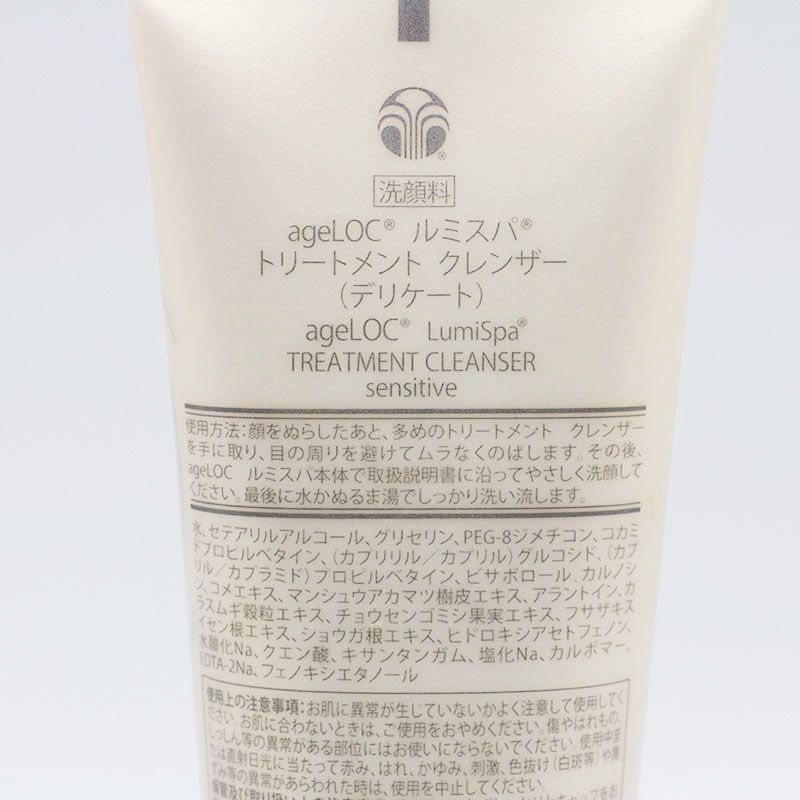 洗顔料
ageLOC® ルミスパ®
トリートメント クレンザー
（デリケート）
ageLOC® LumiSpa®
TREATMENT CLEANSER
sensitive
使用方法：顔をぬらしたあと、多めのトリートメント クレンザー
を手に取り、目の周りを避けてムラなくのばします。その後、
ageLOC ルミスパ本体で取扱説明書に沿ってやさしく洗顔して
ください。最後に水かぬるま湯でしっかり洗い流します。
水、セテアリルアルコール、グリセリン、PEG-8ジメチコン、コカミ
ドプロピルベタイン、（カプリリル／カプリル）グルコシド、（カプ
リル／カプラミド）プロピルベタイン、ビサボロール、カルノシ
ン、コメエキス、マンシュウアカマツ樹皮エキス、アラントイン、カ
ラスムギ穀粒エキス、チョウセンゴミシ果実エキス、フサザキス
イセン根エキス、ショウガ根エキス、ヒドロキシアセトフェノン、
水酸化Na、クエン酸、キサンタンガム、塩化Na、カルボマー、
EDTA-2Na、フェノキシエタノール
使用上の注意事項：お肌に異常が生じていないかよく注意して使用してく
ださい。お肌に合わないときは、ご使用をおやめください。傷やはれもの、
しっしん等の異常がある部位にはお使いにならないでください。使用中ま
たは直射日光に当たって赤み、はれ、かゆみ、刺激、色抜け（白斑等）や黒
ずみ等の異常があらわれた時は、使用を中止してください。
保管及び取り扱い上の注意